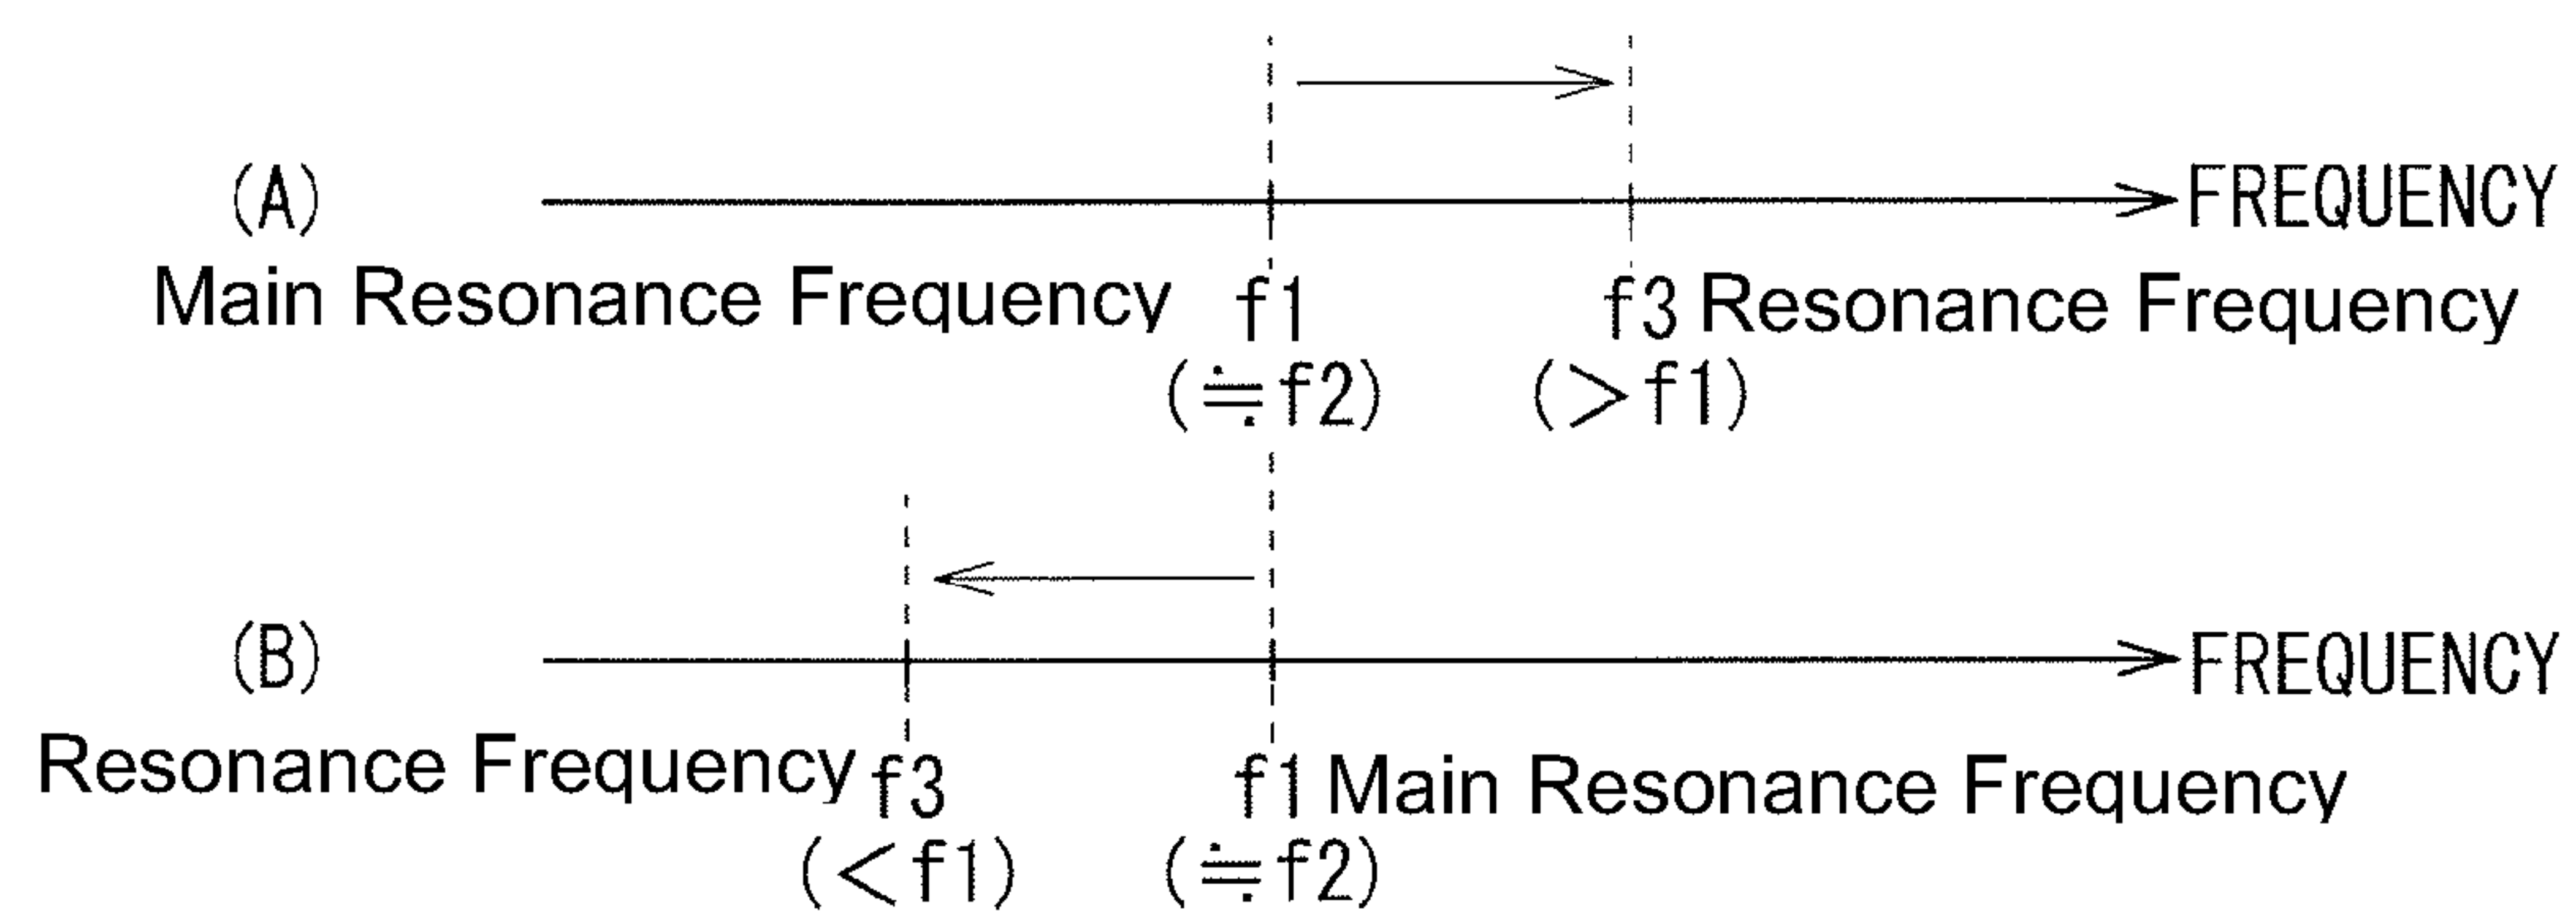 (A) FREQUENCY
Main Resonance Frequency f1 f3 Resonance Frequency
(≒f2) (>f1)
(B) FREQUENCY
Resonance Frequency f3 f1 Main Resonance Frequency
(<f1) (≒f2)